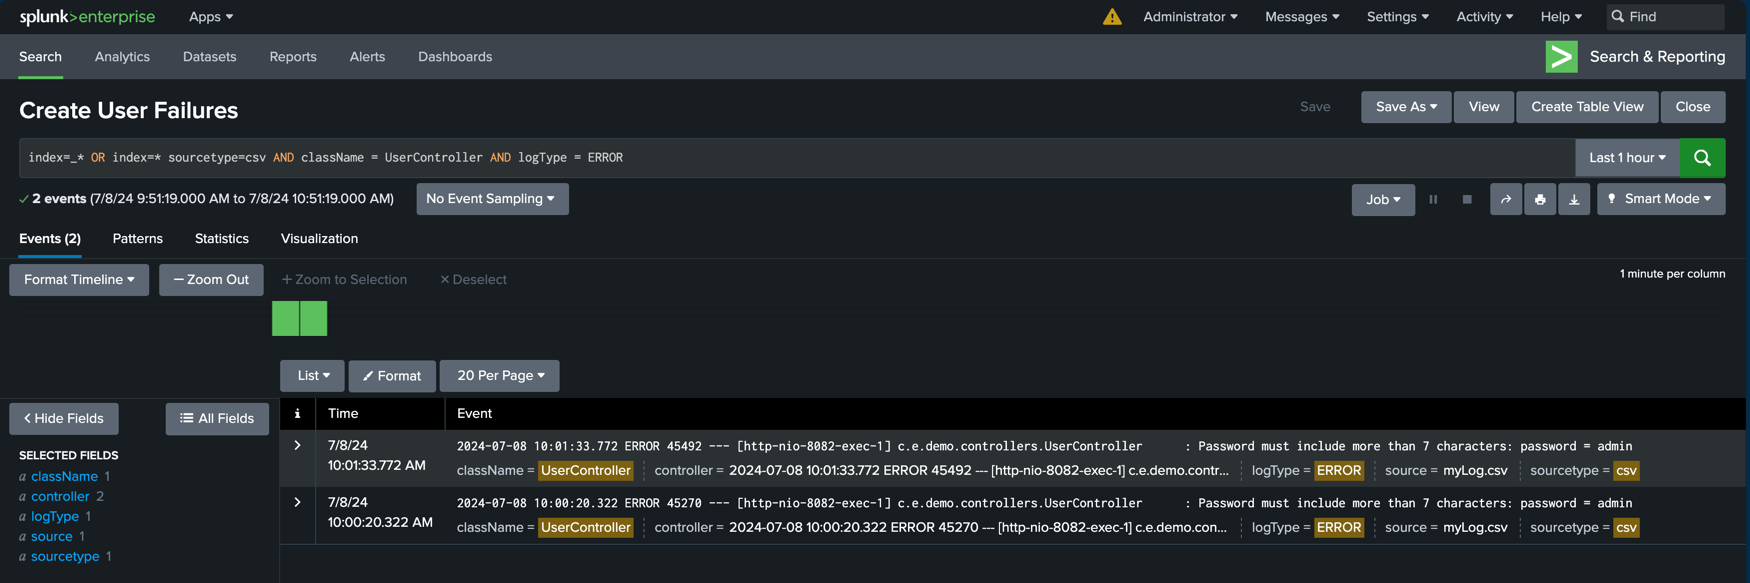 splunk>enterprise Apps Administrator Messages Settings Activity Help Find
Search Analytics Datasets Reports Alerts Dashboards Search & Reporting
Create User Failures Save Save As View Create Table View Close
index=_* OR index=* sourcetype=csv AND className = UserController AND logType = ERROR Last 1 hour
2 events (7/8/24 9:51:19.000 AM to 7/8/24 10:51:19.000 AM) No Event Sampling Job Smart Mode
Events (2) Patterns Statistics Visualization
Format Timeline — Zoom Out + Zoom to Selection × Deselect 1 minute per column
List Format 20 Per Page
Hide Fields All Fields
i Time Event
SELECTED FIELDS
a className 1
a controller 2
a logType 1
a source 1
a sourcetype 1
7/8/24
10:01:33.772 AM
2024-07-08 10:01:33.772 ERROR 45492 --- [http-nio-8082-exec-1] c.e.demo.controllers.UserController : Password must include more than 7 characters: password = admin
className = UserController controller = 2024-07-08 10:01:33.772 ERROR 45492 --- [http-nio-8082-exec-1] c.e.demo.contr... logType = ERROR source = myLog.csv sourcetype = csv
7/8/24
10:00:20.322 AM
2024-07-08 10:00:20.322 ERROR 45270 --- [http-nio-8082-exec-1] c.e.demo.controllers.UserController : Password must include more than 7 characters: password = admin
className = UserController controller = 2024-07-08 10:00:20.322 ERROR 45270 --- [http-nio-8082-exec-1] c.e.demo.con... logType = ERROR source = myLog.csv sourcetype = csv